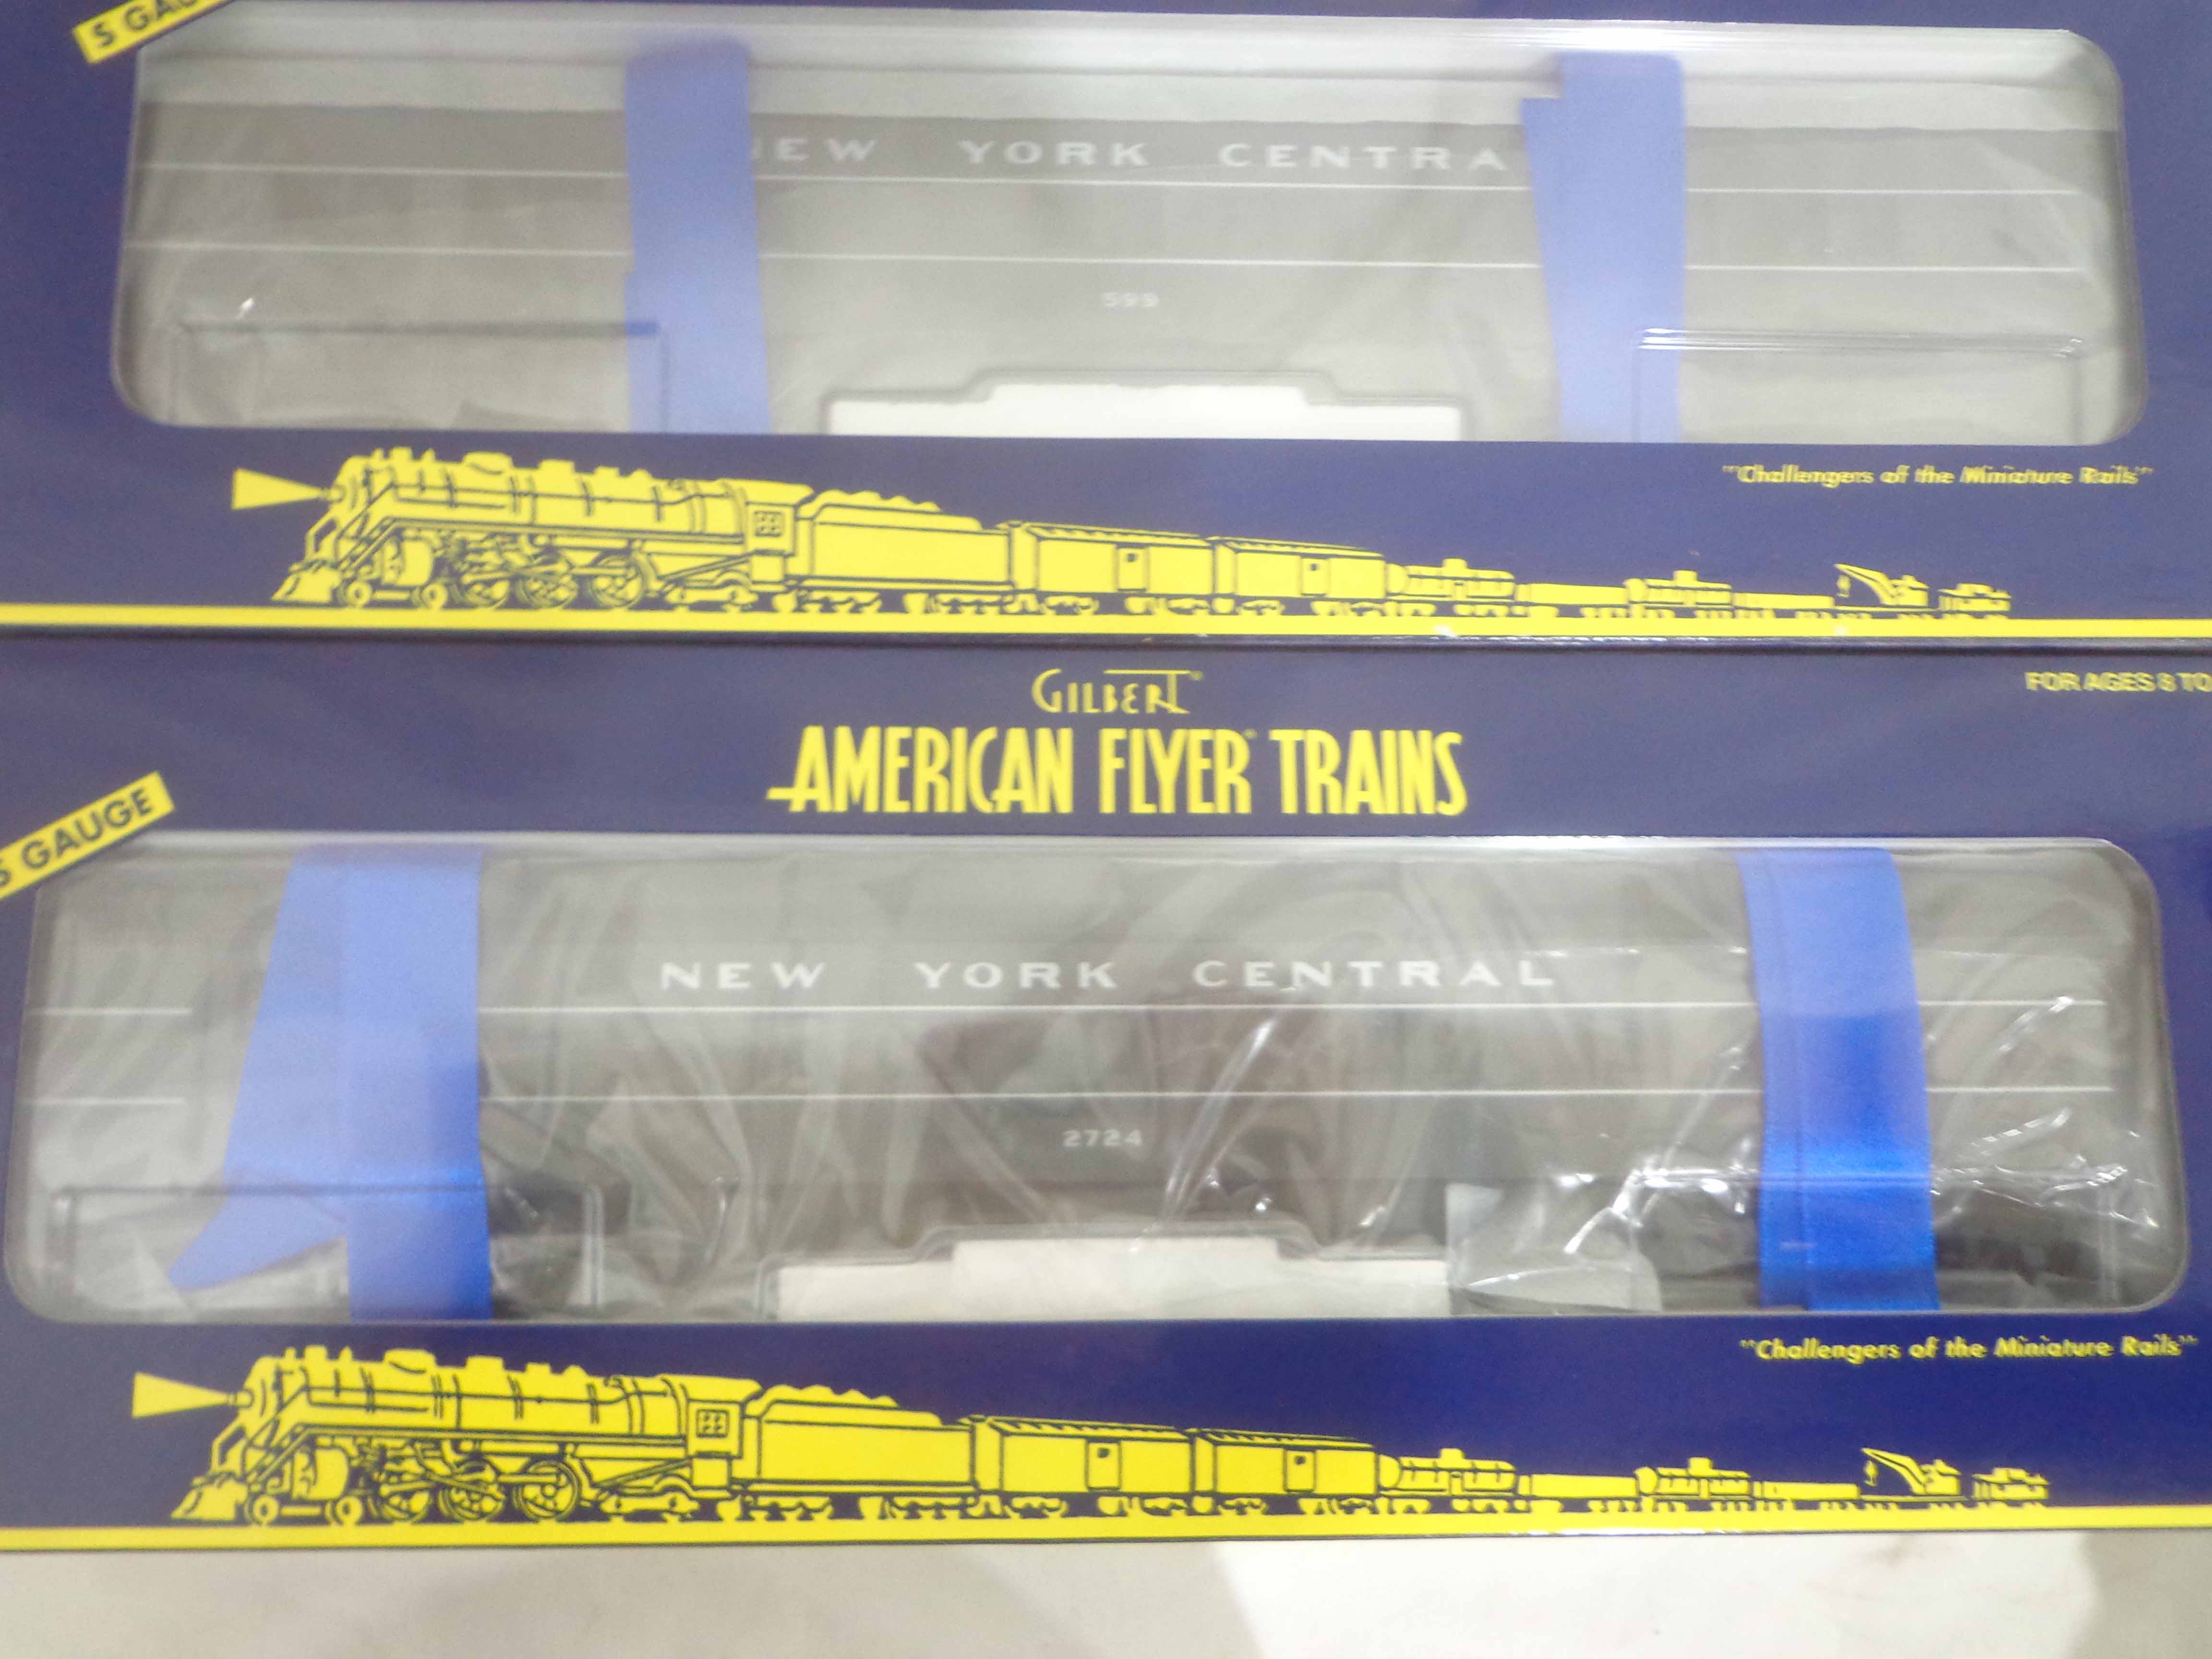 S GAU
EW YORK CENTRA
599
"Challengers of the Miniature Rails"
GILBERT®
FOR AGES 8 TO
AMERICAN FLYER TRAINS
S GAUGE
NEW YORK CENTRAL
2724
"Challengers of the Miniature Rails"